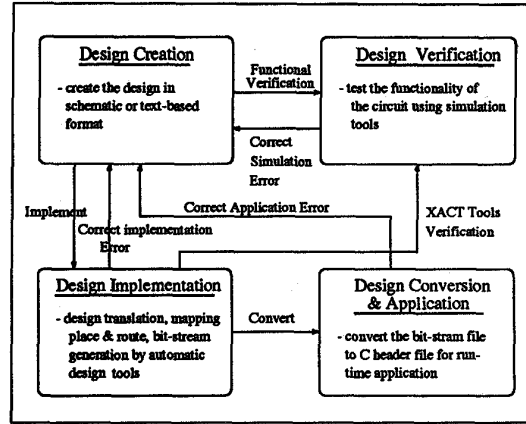 Design Creation
- create the design in
schematic or text-based
format
Functional
Verification
Design Verification
- test the functionality of
the circuit using simulation
tools
Correct
Simulation
Error
Implement
Correct implementation
Error
Correct Application Error
XACT Tools
Verification
Design Implementation
- design translation, mapping
place & route, bit-stream
generation by automatic
design tools
Convert
Design Conversion
& Application
- convert the bit-stram file
to C header file for run-
time application